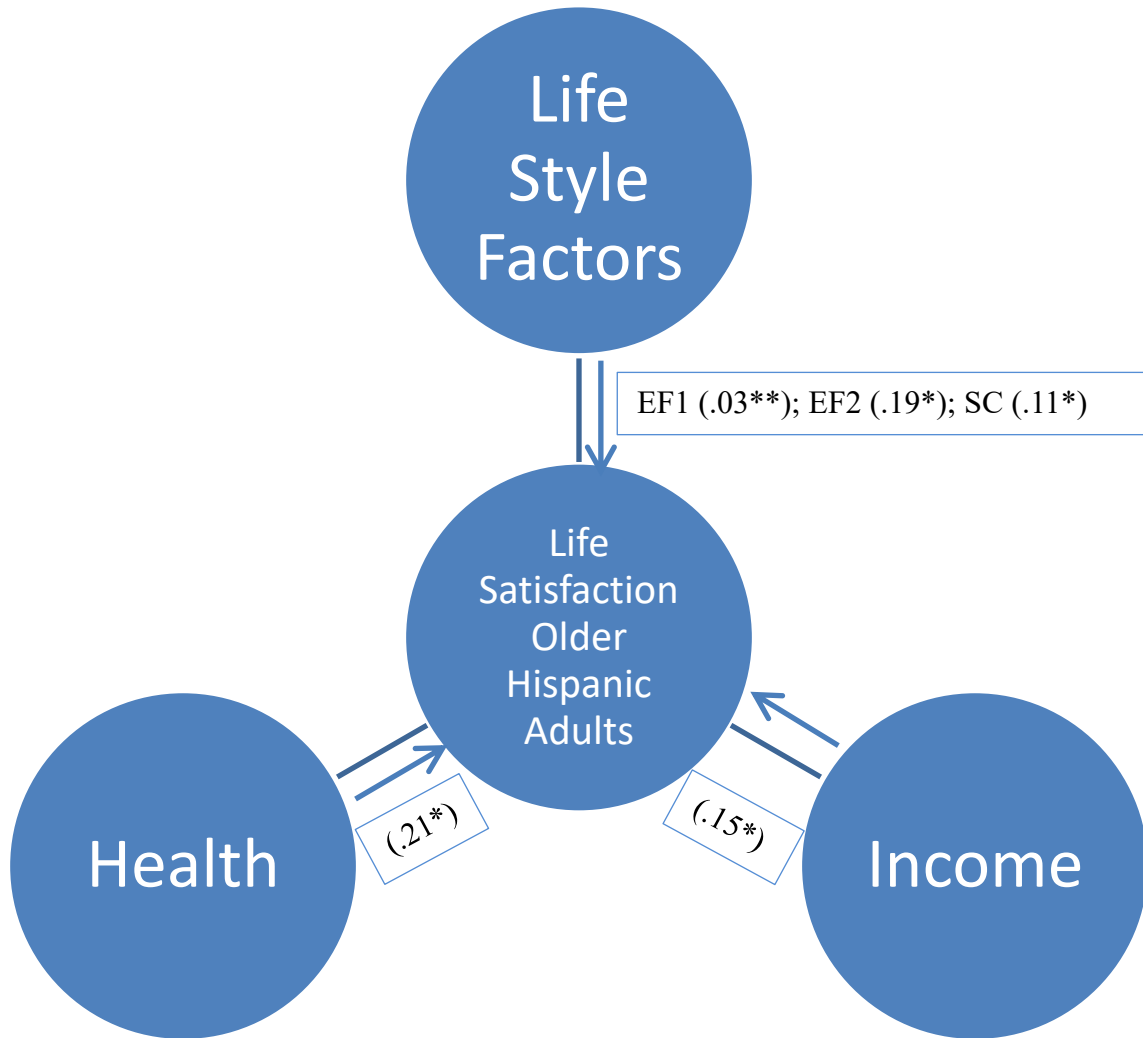 Life
Style
Factors
EF1 (.03**); EF2 (.19*); SC (.11*)
Life
Satisfaction
Older
Hispanic
Adults
(.21*)
(.15*)
Health
Income